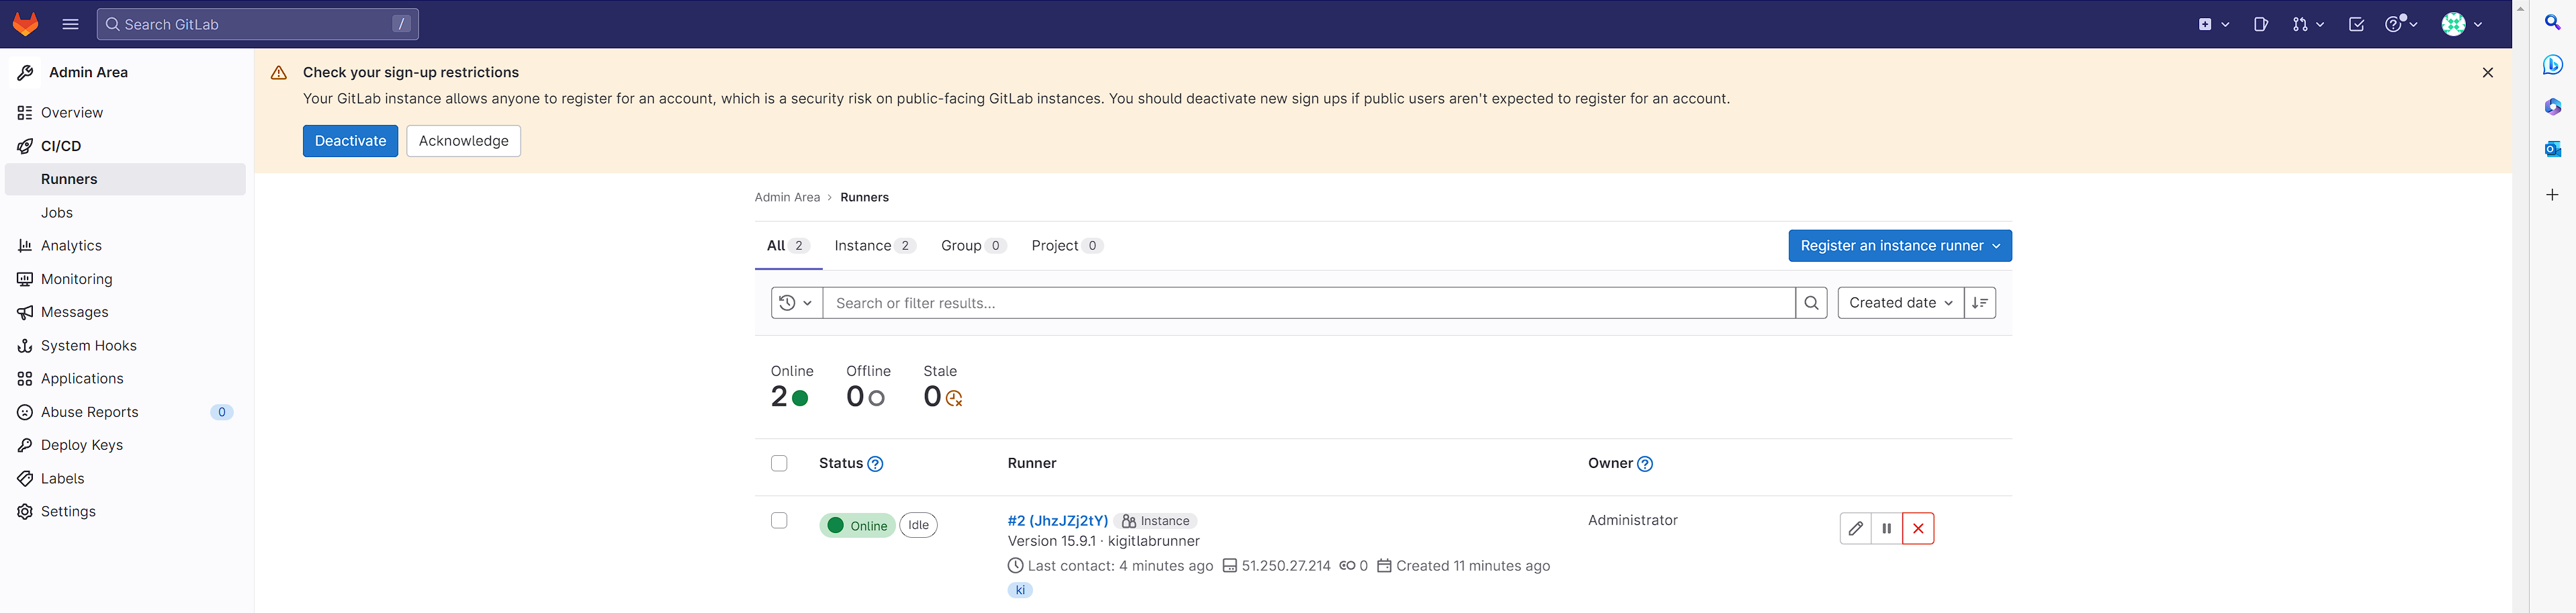 Search GitLab /
Admin Area
Overview
CI/CD
Runners
Jobs
Analytics
Monitoring
Messages
System Hooks
Applications
Abuse Reports 0
Deploy Keys
Labels
Settings
Check your sign-up restrictions
Your GitLab instance allows anyone to register for an account, which is a security risk on public-facing GitLab instances. You should deactivate new sign ups if public users aren't expected to register for an account.
Deactivate Acknowledge
Admin Area › Runners
All 2 Instance 2 Group 0 Project 0 Register an instance runner
Search or filter results... Created date
Online Offline Stale
2 0 0
Status Runner Owner
Online Idle #2 (JhzJZj2tY) Instance Administrator
Version 15.9.1 · kigitlabrunner
Last contact: 4 minutes ago 51.250.27.214 0 Created 11 minutes ago
ki